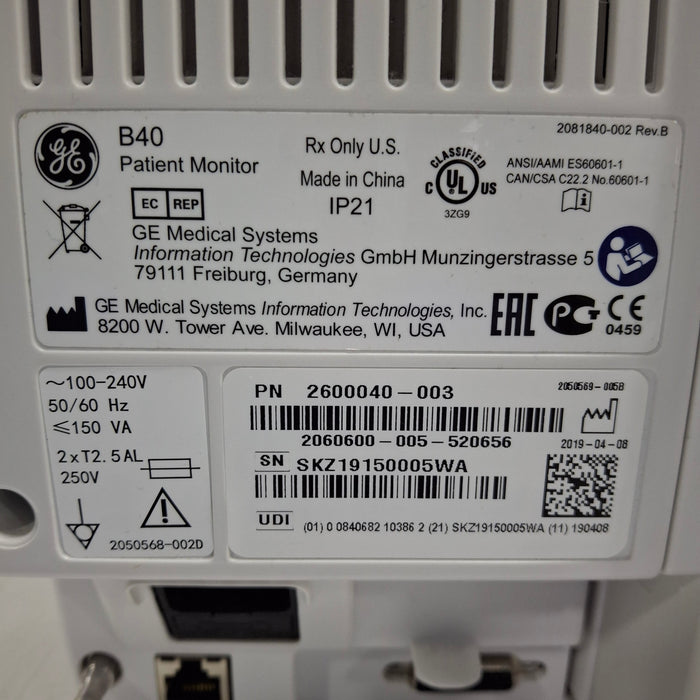 GE
B40
Patient Monitor
Rx Only U.S.
Made in China
IP21
CLASSIFIED
C UL US
3ZG9
2081840-002 Rev.B
ANSI/AAMI ES60601-1
CAN/CSA C22.2 No.60601-1
EC REP
GE Medical Systems
Information Technologies GmbH Munzingerstrasse 5
79111 Freiburg, Germany
GE Medical Systems Information Technologies, Inc.
8200 W. Tower Ave. Milwaukee, WI, USA
EAC
CE
0459
~100-240V
50/60 Hz
≤150 VA
2xT2.5AL
250V
2050568-002D
PN 2600040-003
2050569-005B
2060600-005-520656
2019-04-08
SN SKZ19150005WA
UDI (01) 0 0840682 10386 2 (21) SKZ19150005WA (11) 190408